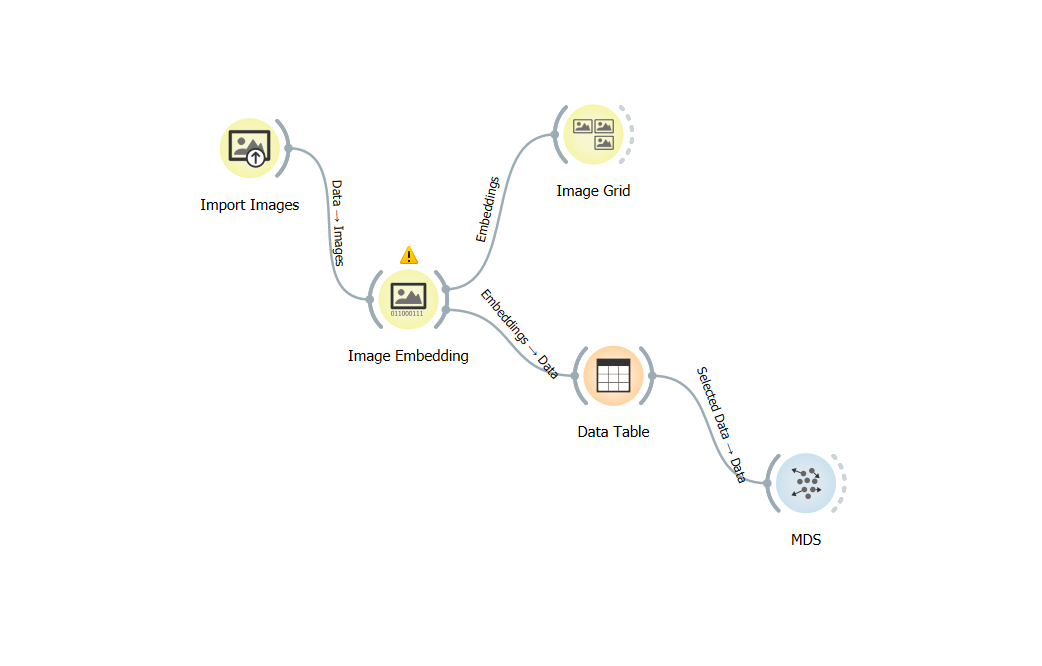 Import Images
Data → Images
Image Embedding
011000111
Embeddings
Image Grid
Embeddings → Data
Data Table
Selected Data → Data
MDS